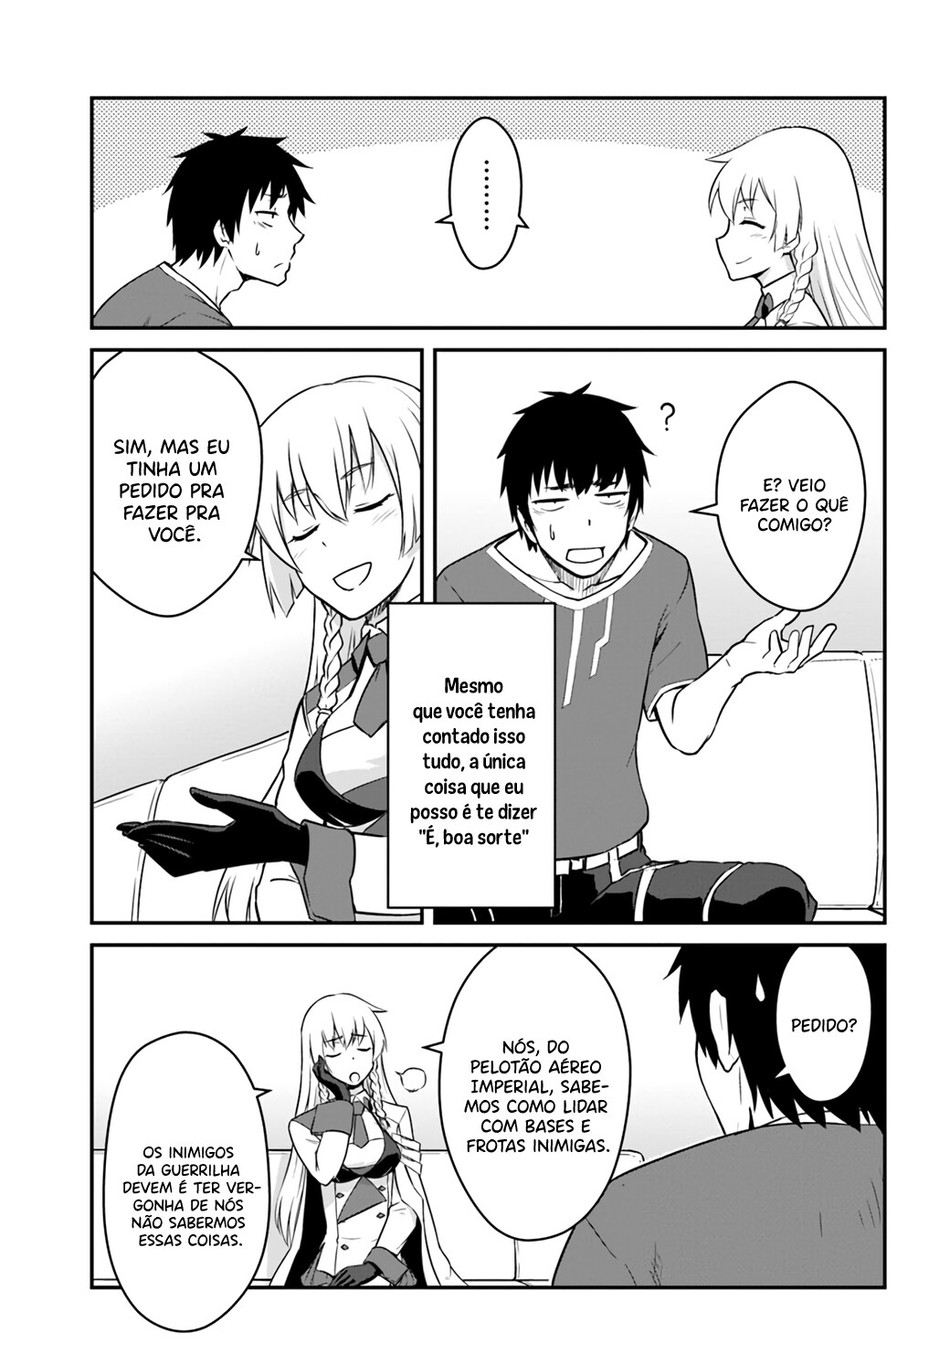 .........
?
E? VEIO
FAZER O QUÊ
COMIGO?
Mesmo
que você tenha
contado isso
tudo, a única
coisa que eu
posso é te dizer
"É, boa sorte"
SIM, MAS EU
TINHA UM
PEDIDO PRA
FAZER PRA
VOCÊ.
PEDIDO?
NÓS, DO
PELOTÃO AÉREO
IMPERIAL, SABE-
MOS COMO LIDAR
COM BASES E
FROTAS INIMIGAS.
OS INIMIGOS
DA GUERRILHA
DEVEM É TER VER-
GONHA DE NÓS
NÃO SABERMOS
ESSAS COISAS.